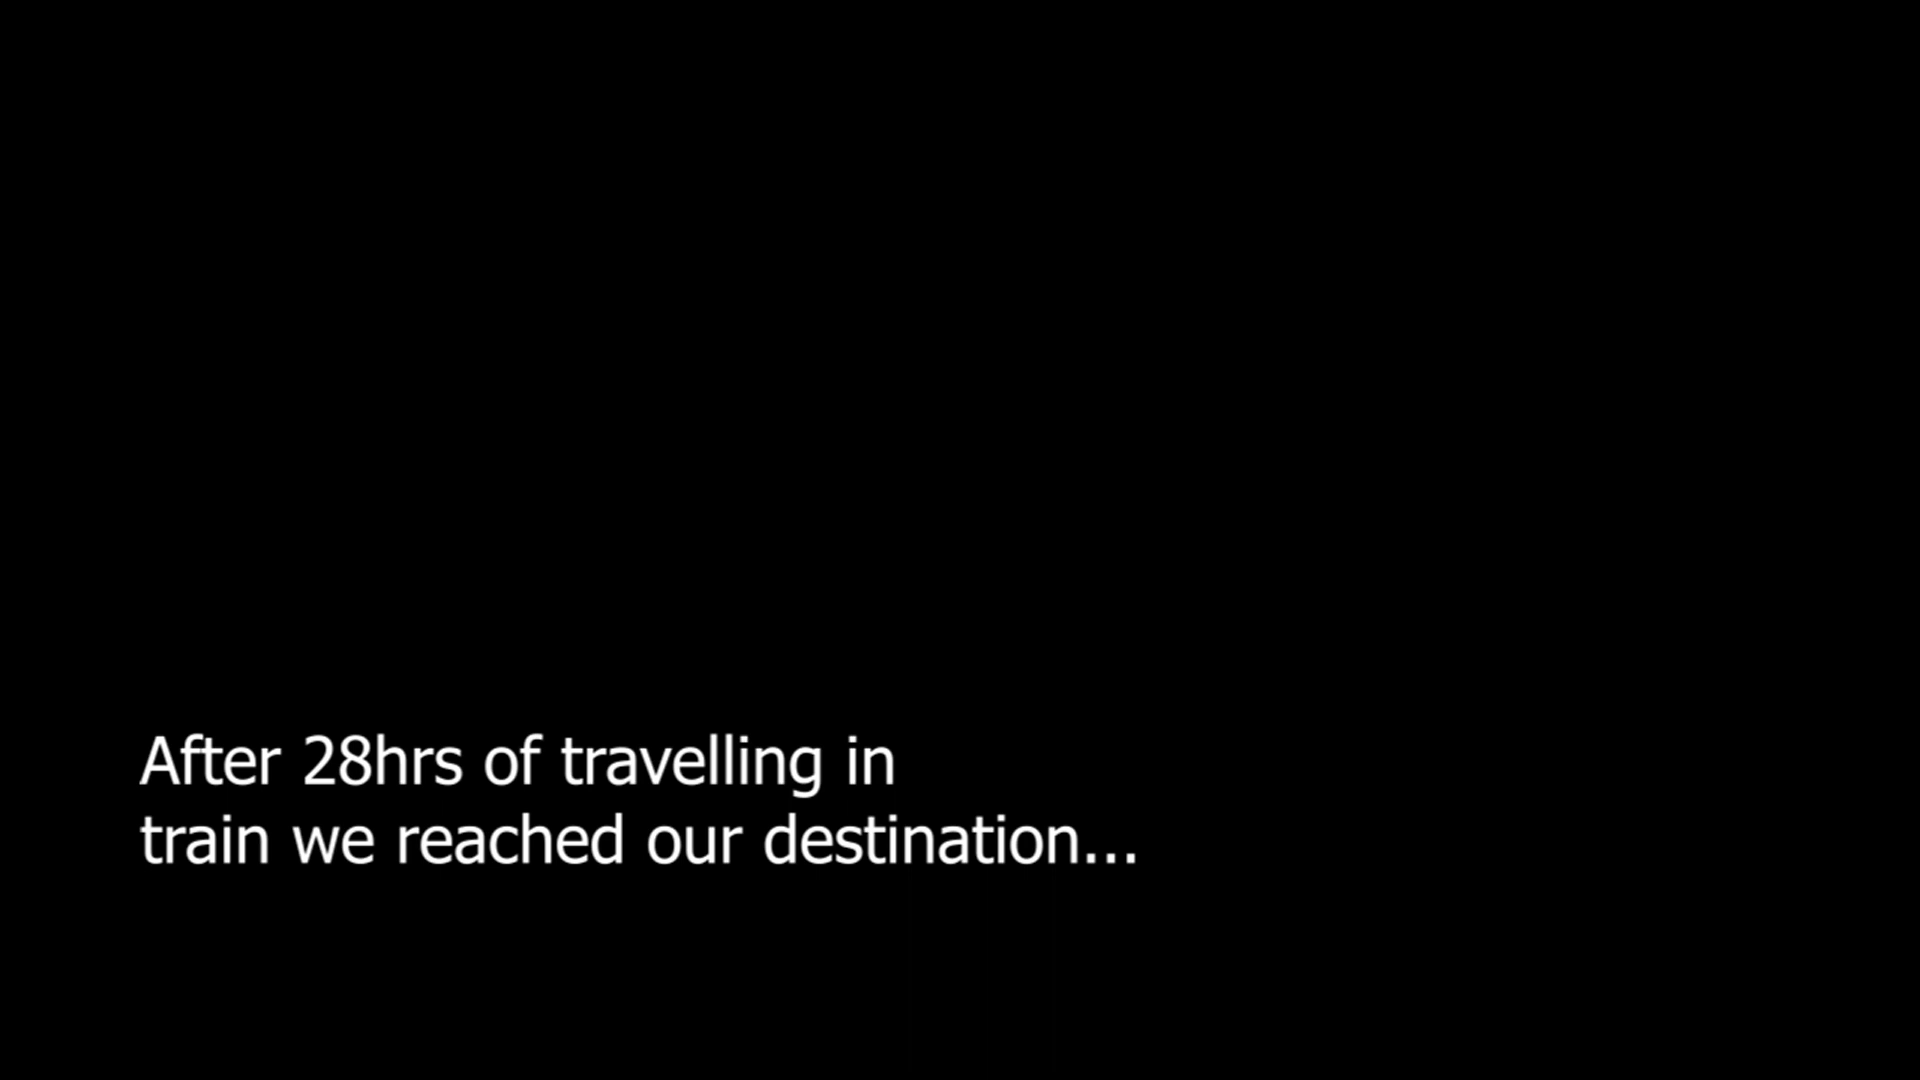 After 28hrs of travelling in
train we reached our destination...